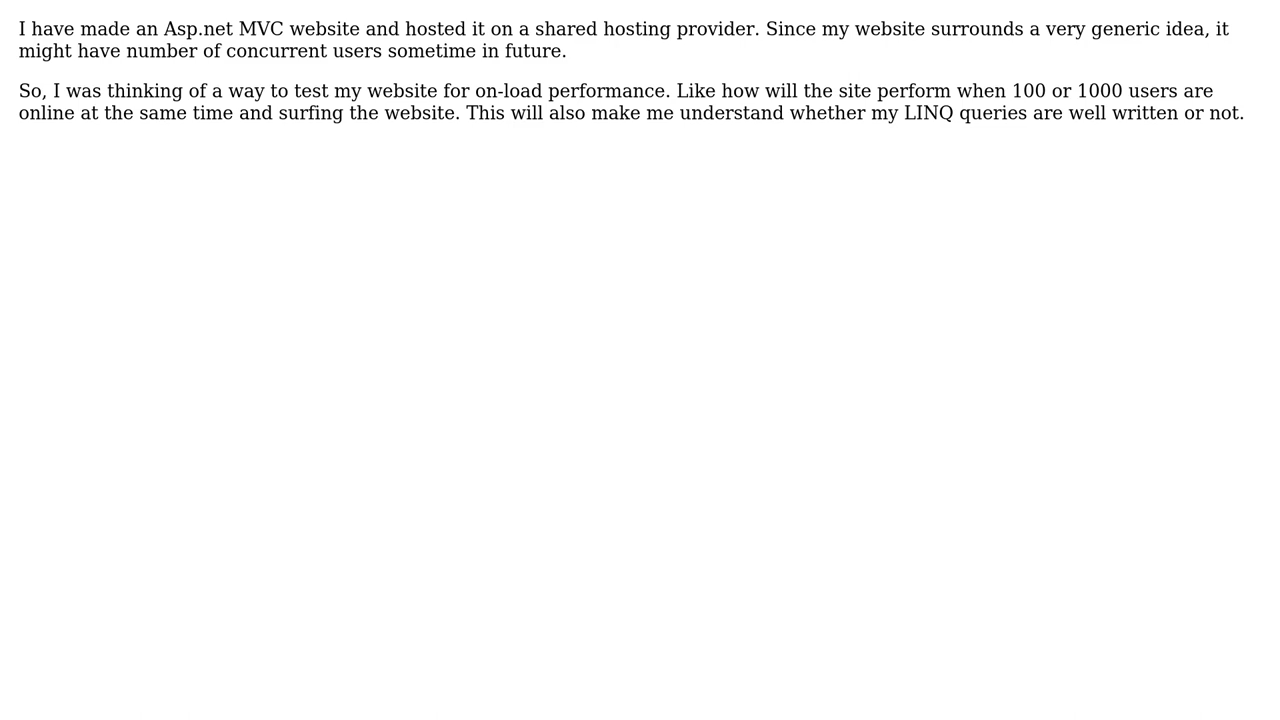 I have made an Asp.net MVC website and hosted it on a shared hosting provider. Since my website surrounds a very generic idea, it
might have number of concurrent users sometime in future.
So, I was thinking of a way to test my website for on-load performance. Like how will the site perform when 100 or 1000 users are
online at the same time and surfing the website. This will also make me understand whether my LINQ queries are well written or not.